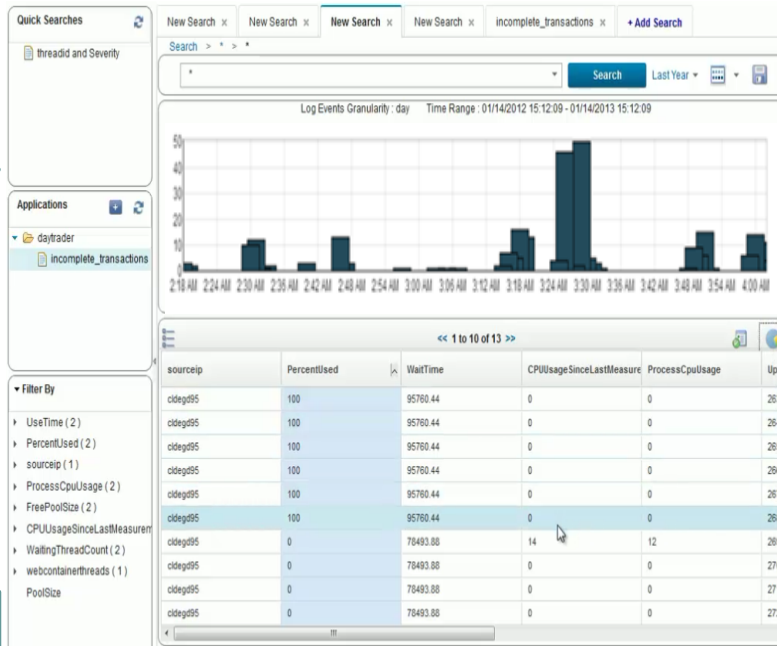 Quick Searches
threadid and Severity
Applications
daytrader
incomplete_transactions
Filter By
UseTime ( 2 )
PercentUsed ( 2 )
sourceip ( 1 )
ProcessCpuUsage ( 2 )
FreePoolSize ( 2 )
CPUUsageSinceLastMeasurem
WaitingThreadCount ( 2 )
webcontainerthreads ( 1 )
PoolSize
New Search × New Search × New Search × New Search × incomplete_transactions × + Add Search
Search > * > *
* Search Last Year
Log Events Granularity : day Time Range : 01/14/2012 15:12:09 - 01/14/2013 15:12:09
50
40
30
20
10
0
2:18 AM 2:24 AM 2:30 AM 2:36 AM 2:42 AM 2:48 AM 2:54 AM 3:00 AM 3:06 AM 3:12 AM 3:18 AM 3:24 AM 3:30 AM 3:36 AM 3:42 AM 3:48 AM 3:54 AM 4:00 AM
<< 1 to 10 of 13 >>
sourceip PercentUsed WaitTime CPUUsageSinceLastMeasure ProcessCpuUsage Up
cldegd95 100 95760.44 0 0
cldegd95 100 95760.44 0 0
cldegd95 100 95760.44 0 0
cldegd95 100 95760.44 0 0
cldegd95 100 95760.44 0 0
cldegd95 100 95760.44 0 0
cldegd95 0 78493.88 14 12
cldegd95 0 78493.88 0 0
cldegd95 0 78493.88 0 0
cldegd95 0 78493.88 0 0